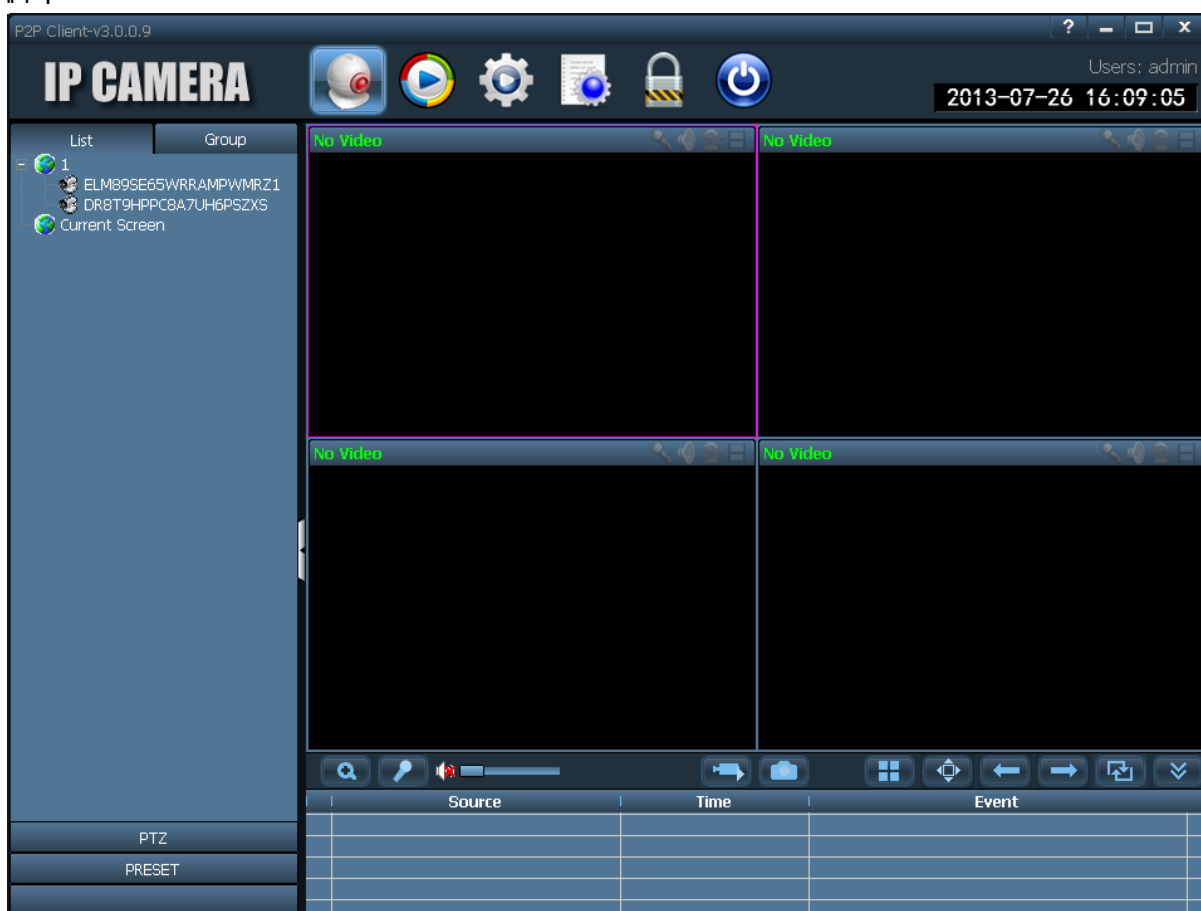 P2P Client-v3.0.0.9
?
X
IP CAMERA
Users: admin
2013-07-26 16:09:05
List
Group
1
ELM89SE65WRRAMPWMRZ1
DR8T9HPPC8A7UH6PSZXS
Current Screen
No Video
No Video
No Video
No Video
Source
Time
Event
PTZ
PRESET